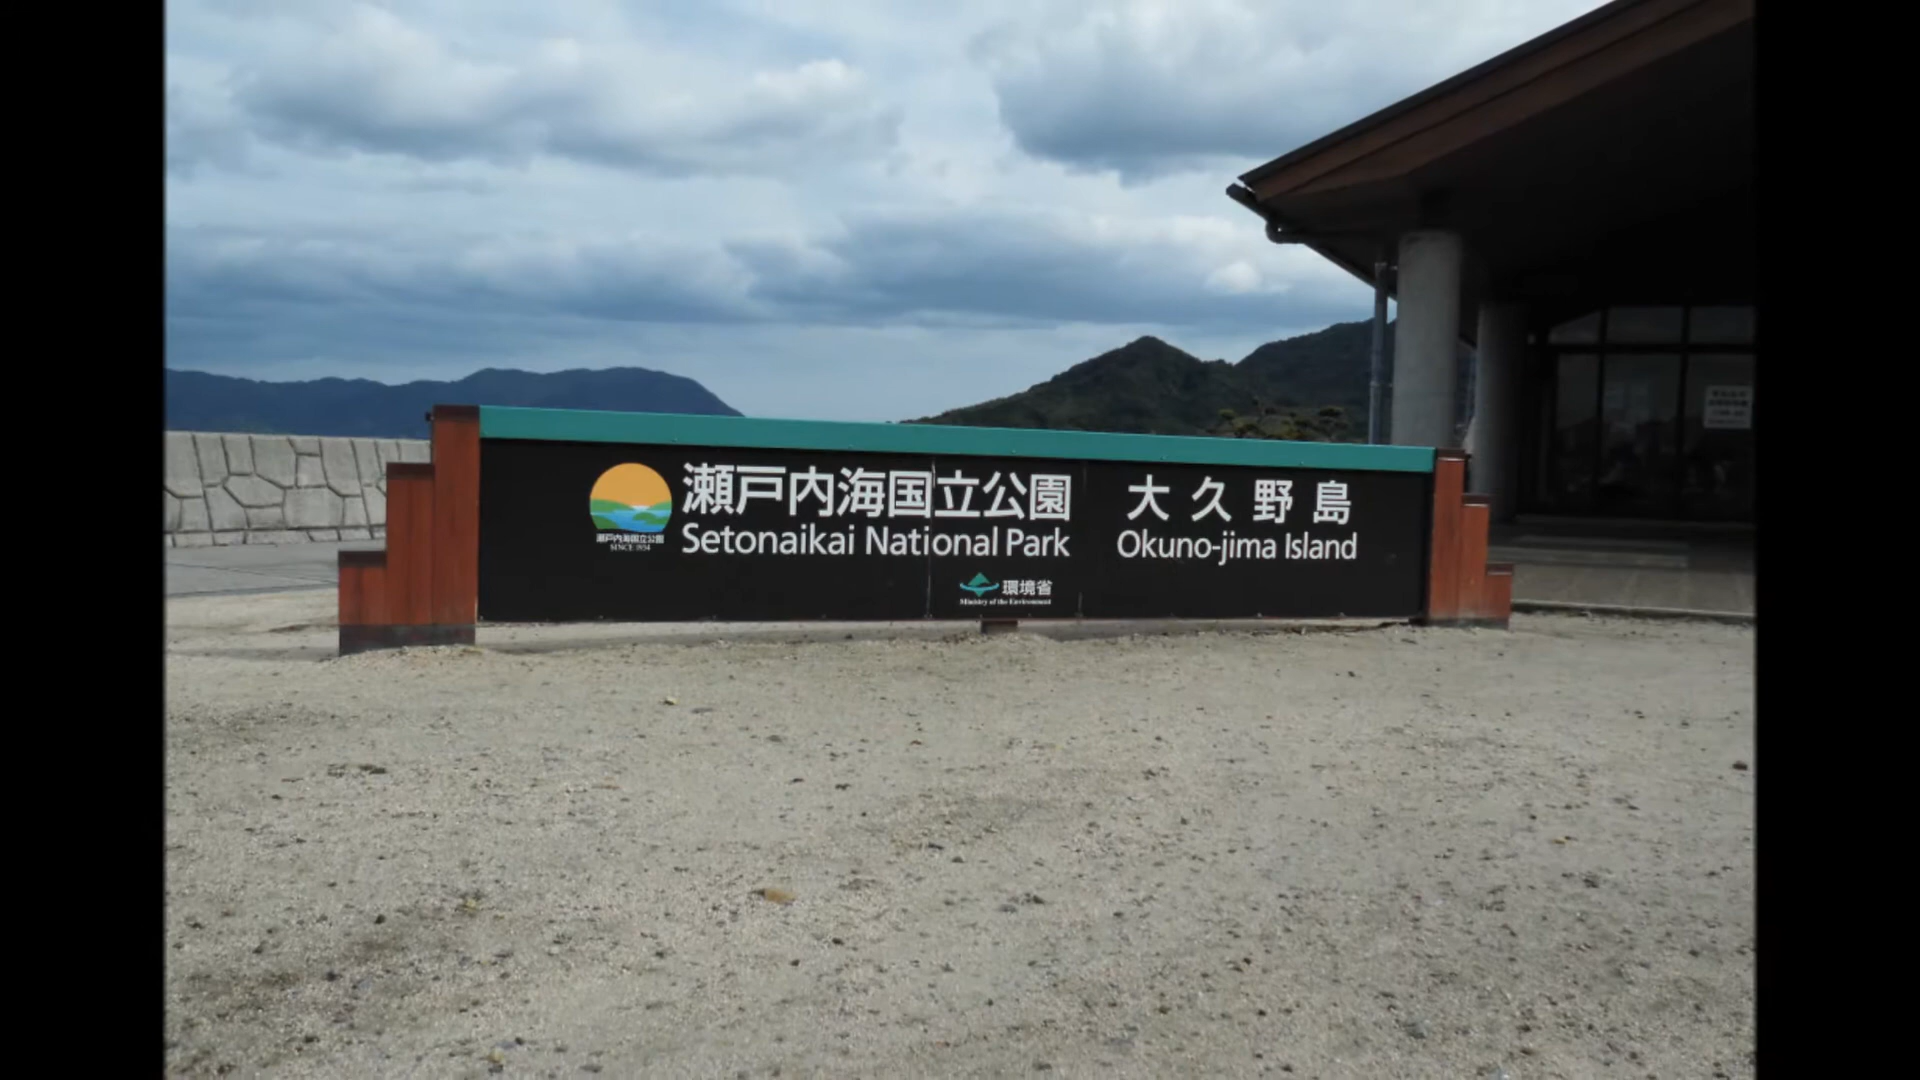 瀬戸内海国立公園
Setonaikai National Park
瀬戸内海国立公園
SINCE 1934
大久野島
Okuno-jima Island
環境省
Ministry of the Environment